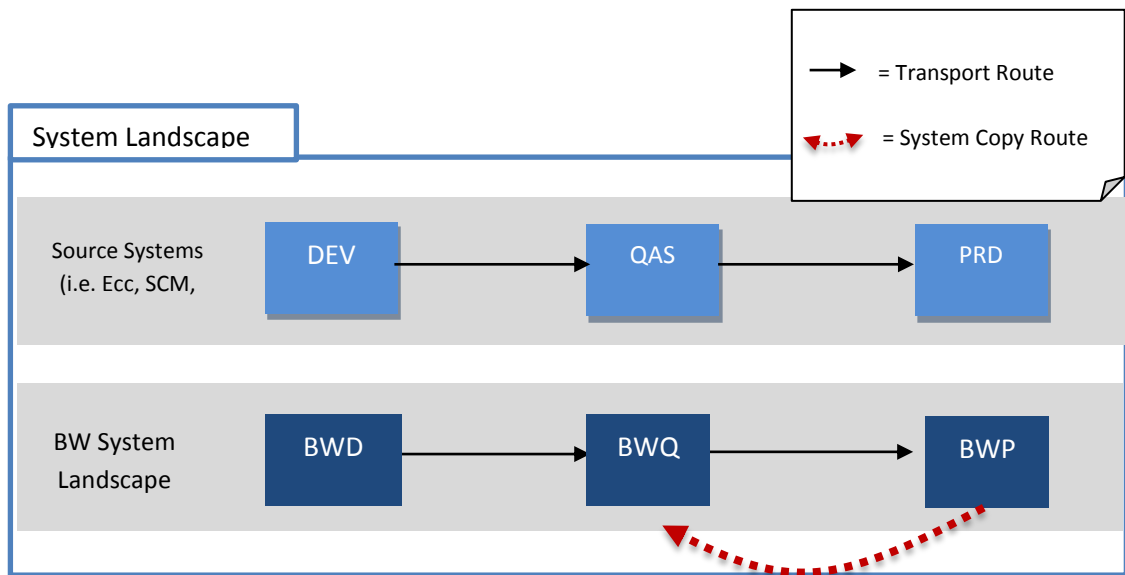 = Transport Route
= System Copy Route
System Landscape
Source Systems
(i.e. Ecc, SCM,
DEV
QAS
PRD
BW System
Landscape
BWD
BWQ
BWP